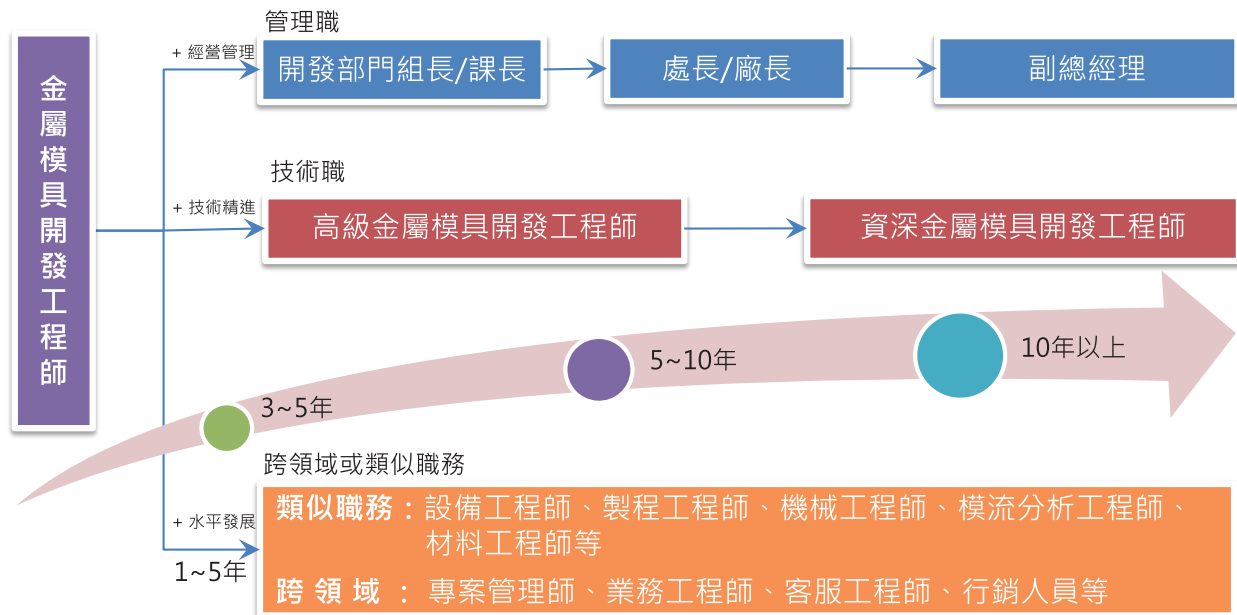 金屬模具開發工程師
管理職
+ 經營管理
開發部門組長/課長
處長/廠長
副總經理
技術職
+ 技術精進
高級金屬模具開發工程師
資深金屬模具開發工程師
3~5年
5~10年
10年以上
跨領域或類似職務
+ 水平發展
1~5年
類似職務：設備工程師、製程工程師、機械工程師、模流分析工程師、
材料工程師等
跨 領 域 ： 專案管理師、業務工程師、客服工程師、行銷人員等